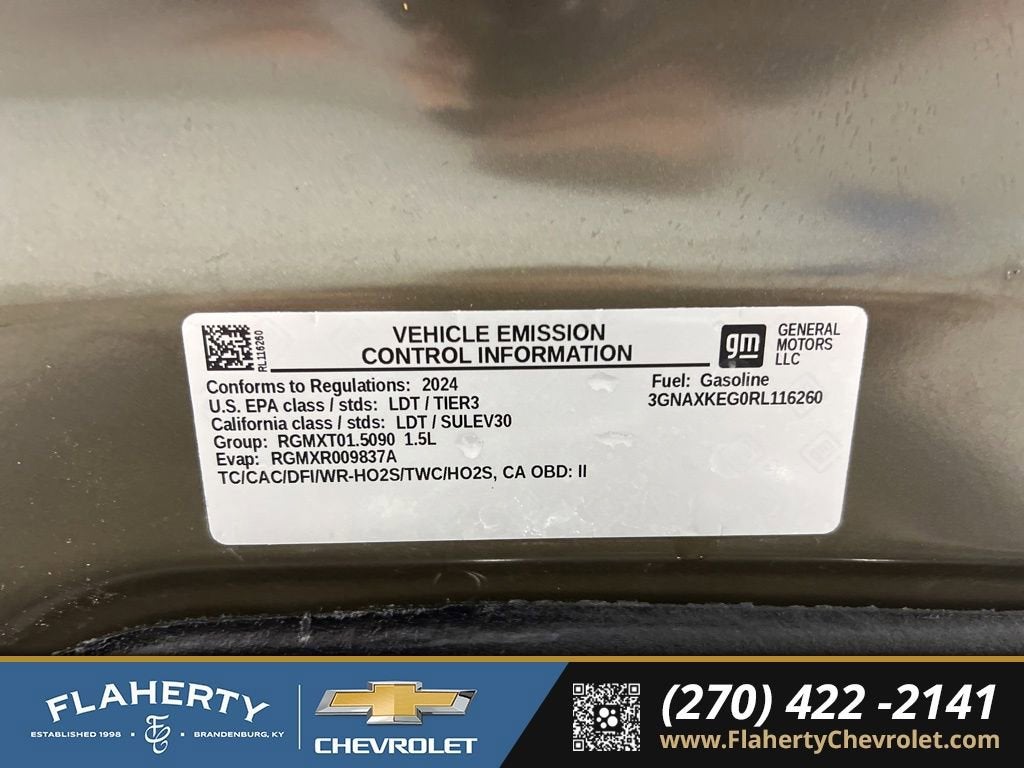 RL116260
VEHICLE EMISSION
CONTROL INFORMATION
gm
GENERAL
MOTORS
LLC
Conforms to Regulations: 2024
U.S. EPA class / stds: LDT / TIER3
California class / stds: LDT / SULEV30
Group: RGMXT01.5090 1.5L
Evap: RGMXR009837A
TC/CAC/DFI/WR-HO2S/TWC/HO2S, CA OBD: II
Fuel: Gasoline
3GNAXKEG0RL116260
FLAHERTY
ESTABLISHED 1998 • • BRANDENBURG, KY
CHEVROLET
(270) 422 -2141
www.FlahertyChevrolet.com